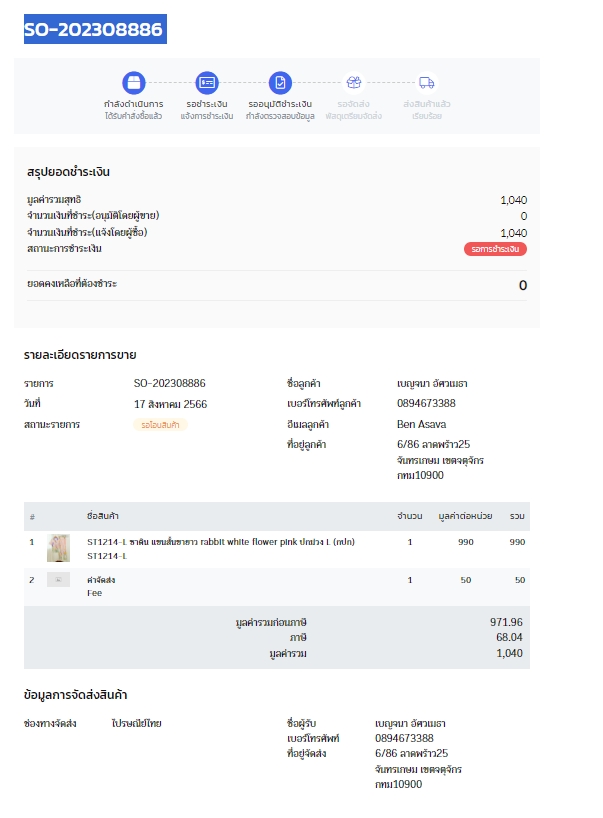 SO-202308886
กำลังดำเนินการ
ได้รับคำสั่งซื้อแล้ว
รอชำระเงิน
แจ้งการชำระเงิน
รออนุมัติชำระเงิน
กำลังตรวจสอบข้อมูล
รอจัดส่ง
พัสดุเตรียมจัดส่ง
ส่งสินค้าแล้ว
เรียบร้อย
สรุปยอดชำระเงิน
มูลค่ารวมสุทธิ 1,040
จำนวนเงินที่ชำระ(อนุมัติโดยผู้ขาย) 0
จำนวนเงินที่ชำระ(แจ้งโดยผู้ซื้อ) 1,040
สถานะการชำระเงิน รอการชำระเงิน
ยอดคงเหลือที่ต้องชำระ 0
รายละเอียดรายการขาย
รายการ SO-202308886
วันที่ 17 สิงหาคม 2566
สถานะรายการ รอโอนสินค้า
ชื่อลูกค้า เบญจนา อัศวเมธา
เบอร์โทรศัพท์ลูกค้า 0894673388
อีเมลลูกค้า Ben Asava
ที่อยู่ลูกค้า 6/86 ลาดพร้าว25
จันทรเกษม เขตจตุจักร
กทม10900
# ชื่อสินค้า จำนวน มูลค่าต่อหน่วย รวม
1 ST1214-L ซาติน แขนสั้นขายาว rabbit white flower pink ปกม่วง L (กปก) 1 990 990
ST1214-L
2 ค่าจัดส่ง 1 50 50
Fee
มูลค่ารวมก่อนภาษี 971.96
ภาษี 68.04
มูลค่ารวม 1,040
ข้อมูลการจัดส่งสินค้า
ช่องทางจัดส่ง ไปรษณีย์ไทย
ชื่อผู้รับ เบญจนา อัศวเมธา
เบอร์โทรศัพท์ 0894673388
ที่อยู่จัดส่ง 6/86 ลาดพร้าว25
จันทรเกษม เขตจตุจักร
กทม10900